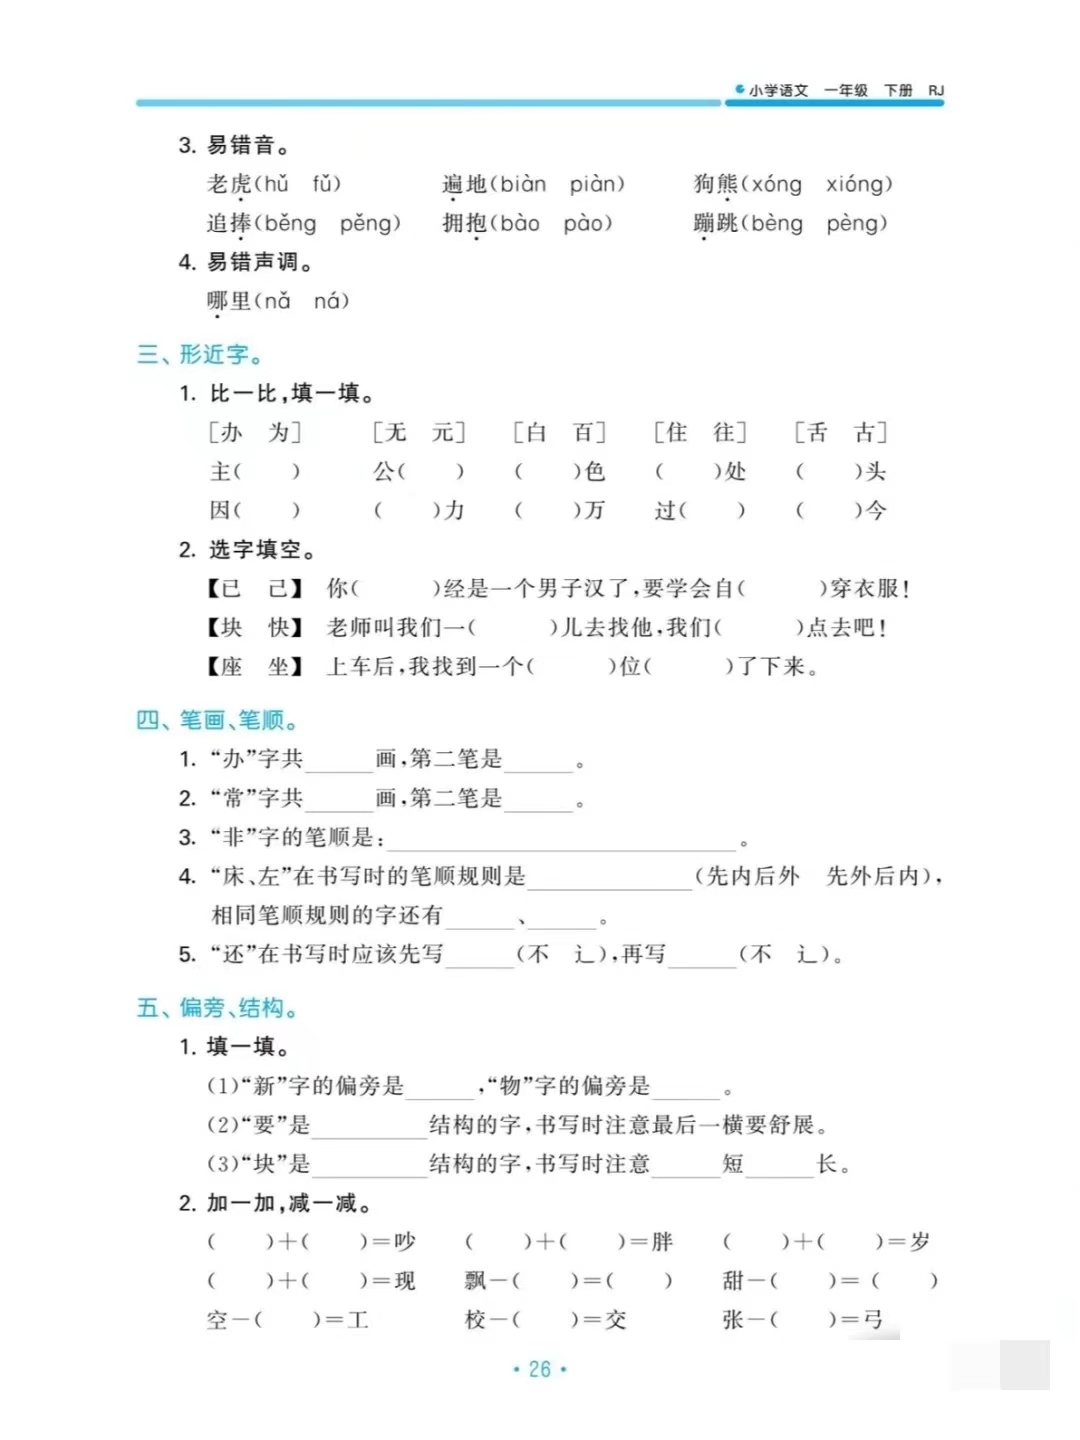 小学语文 一年级 下册 RJ
3. 易错音。
老虎(hǔ fǔ) 遍地(biàn piàn) 狗熊(xóng xióng)
追捧(běng pěng) 拥抱(bào pào) 蹦跳(bèng pèng)
4. 易错声调。
哪里(nǎ ná)
三、形近字。
1. 比一比,填一填。
[办 为] [无 元] [白 百] [住 往] [舌 古]
主( ) 公( ) ( )色 ( )处 ( )头
因( ) ( )力 ( )万 过( ) ( )今
2. 选字填空。
【已 己】 你( )经是一个男子汉了,要学会自( )穿衣服!
【块 快】 老师叫我们一( )儿去找他,我们( )点去吧!
【座 坐】 上车后,我找到一个( )位( )了下来。
四、笔画、笔顺。
1. “办”字共______画,第二笔是______。
2. “常”字共______画,第二笔是______。
3. “非”字的笔顺是:______________________________。
4. “床、左”在书写时的笔顺规则是______________(先内后外 先外后内),
相同笔顺规则的字还有______、______。
5. “还”在书写时应该先写______(不 辶),再写______(不 辶)。
五、偏旁、结构。
1. 填一填。
(1)“新”字的偏旁是______,“物”字的偏旁是______。
(2)“要”是__________结构的字,书写时注意最后一横要舒展。
(3)“块”是__________结构的字,书写时注意______短______长。
2. 加一加,减一减。
( )+( )=吵 ( )+( )=胖 ( )+( )=岁
( )+( )=现 飘-( )=( ) 甜-( )=( )
空-( )=工 校-( )=交 张-( )=弓
· 26 ·